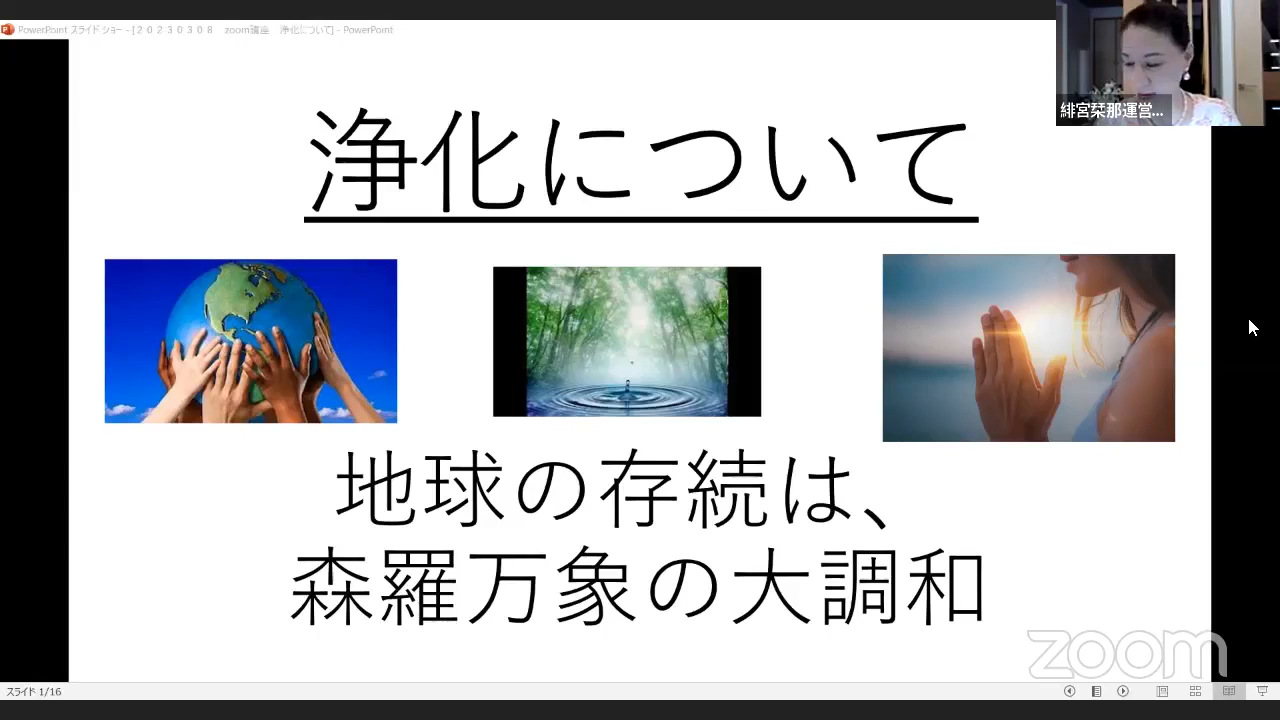 PowerPoint スライド ショー - [２０２３０３０８　zoom講座　浄化について] - PowerPoint
緋宮栞那運営...
浄化について
地球の存続は、
森羅万象の大調和
zoom
スライド 1/16